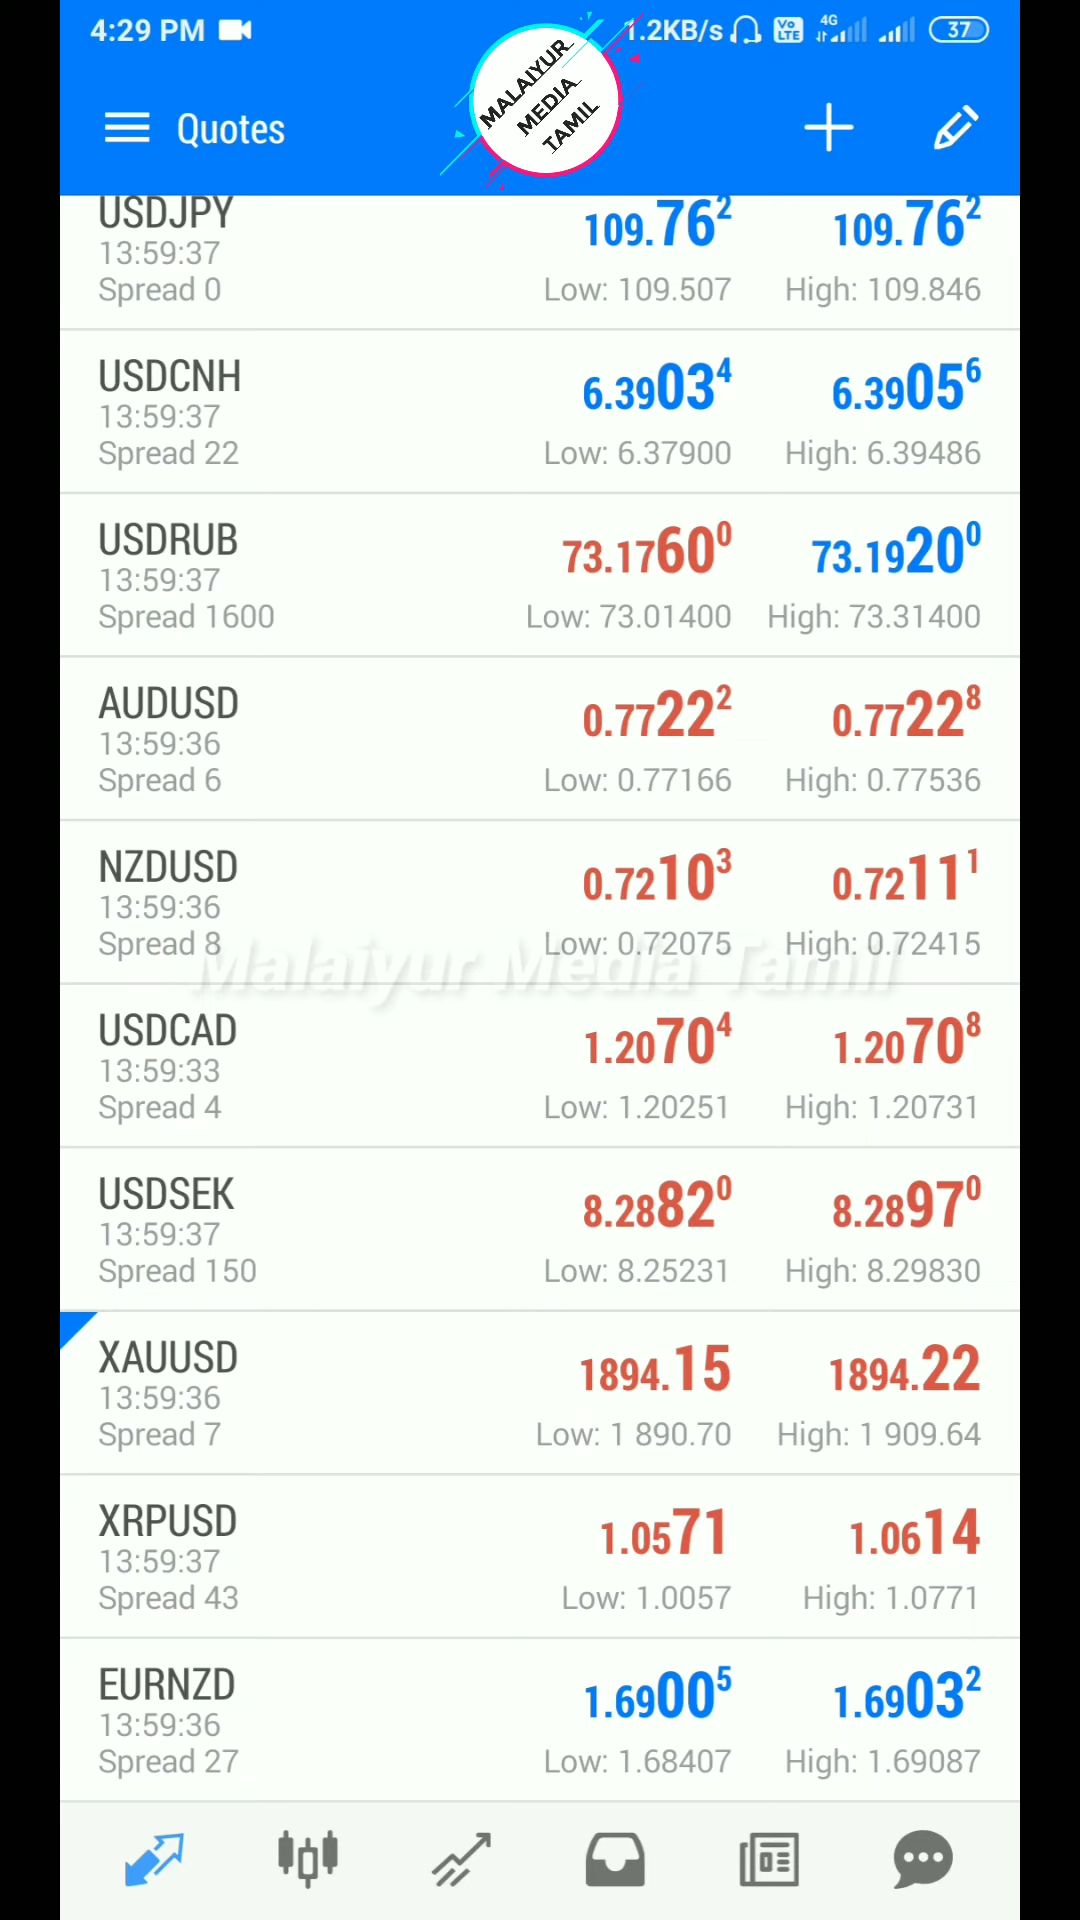 4:29 PM 1.2KB/s Vo LTE 4G 37
MALAIYUR
MEDIA
TAMIL
Quotes
USDJPY 109.762 109.762
13:59:37
Spread 0 Low: 109.507 High: 109.846
USDCNH 6.39034 6.39056
13:59:37
Spread 22 Low: 6.37900 High: 6.39486
USDRUB 73.17600 73.19200
13:59:37
Spread 1600 Low: 73.01400 High: 73.31400
AUDUSD 0.77222 0.77228
13:59:36
Spread 6 Low: 0.77166 High: 0.77536
NZDUSD 0.72103 0.72111
13:59:36
Spread 8 Low: 0.72075 High: 0.72415
Malaiyur Media Tamil
USDCAD 1.20704 1.20708
13:59:33
Spread 4 Low: 1.20251 High: 1.20731
USDSEK 8.28820 8.28970
13:59:37
Spread 150 Low: 8.25231 High: 8.29830
XAUUSD 1894.15 1894.22
13:59:36
Spread 7 Low: 1 890.70 High: 1 909.64
XRPUSD 1.0571 1.0614
13:59:37
Spread 43 Low: 1.0057 High: 1.0771
EURNZD 1.69005 1.69032
13:59:36
Spread 27 Low: 1.68407 High: 1.69087